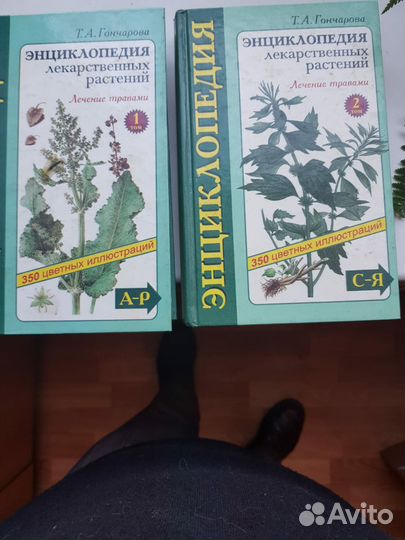 Т.А. Гончарова
ЭНЦИКЛОПЕДИЯ
лекарственных
растений
Лечение травами
1
том
350 цветных иллюстраций
А-Р
ЭНЦИКЛОПЕДИЯ
Т.А. Гончарова
ЭНЦИКЛОПЕДИЯ
лекарственных
растений
Лечение травами
2
том
350 цветных иллюстраций
С-Я
Avito